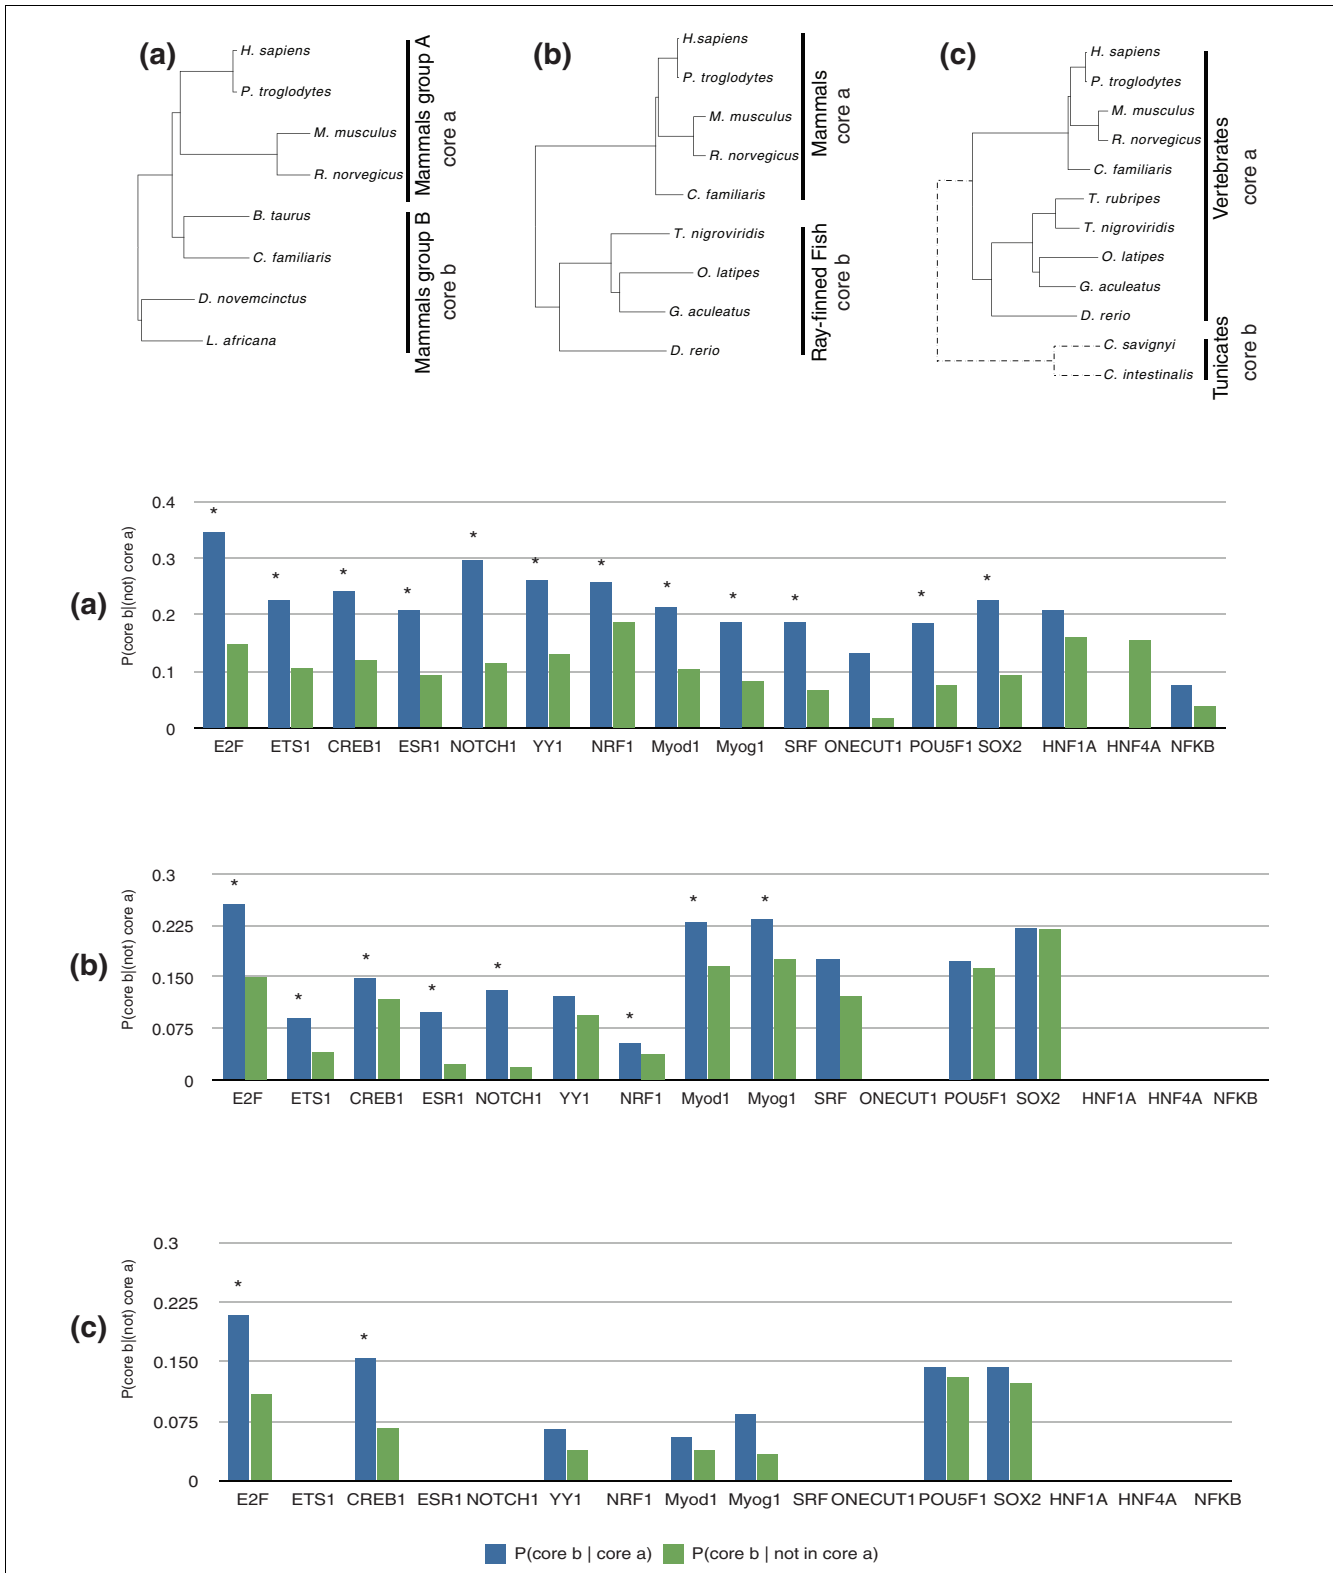 (a)
H. sapiens
P. troglodytes
M. musculus
R. norvegicus
B. taurus
C. familiaris
D. novemcinctus
L. africana
Mammals group A
core a
Mammals group B
core b
(b)
H.sapiens
P. troglodytes
M. musculus
R. norvegicus
C. familiaris
T. nigroviridis
O. latipes
G. aculeatus
D. rerio
Mammals
core a
Ray-finned Fish
core b
(c)
H. sapiens
P. troglodytes
M. musculus
R. norvegicus
C. familiaris
T. rubripes
T. nigroviridis
O. latipes
G. aculeatus
D. rerio
C. savignyi
C. intestinalis
Vertebrates
core a
Tunicates
core b
(a)
P(core b|(not) core a)
0.4
0.3
0.2
0.1
0
* * * * * * * * * * * *
E2F ETS1 CREB1 ESR1 NOTCH1 YY1 NRF1 Myod1 Myog1 SRF ONECUT1 POU5F1 SOX2 HNF1A HNF4A NFKB
(b)
P(core b|(not) core a)
0.3
0.225
0.150
0.075
0
* * * * * * * *
E2F ETS1 CREB1 ESR1 NOTCH1 YY1 NRF1 Myod1 Myog1 SRF ONECUT1 POU5F1 SOX2 HNF1A HNF4A NFKB
(c)
P(core b|(not) core a)
0.3
0.225
0.150
0.075
0
* *
E2F ETS1 CREB1 ESR1 NOTCH1 YY1 NRF1 Myod1 Myog1 SRF ONECUT1 POU5F1 SOX2 HNF1A HNF4A NFKB
P(core b | core a) P(core b | not in core a)